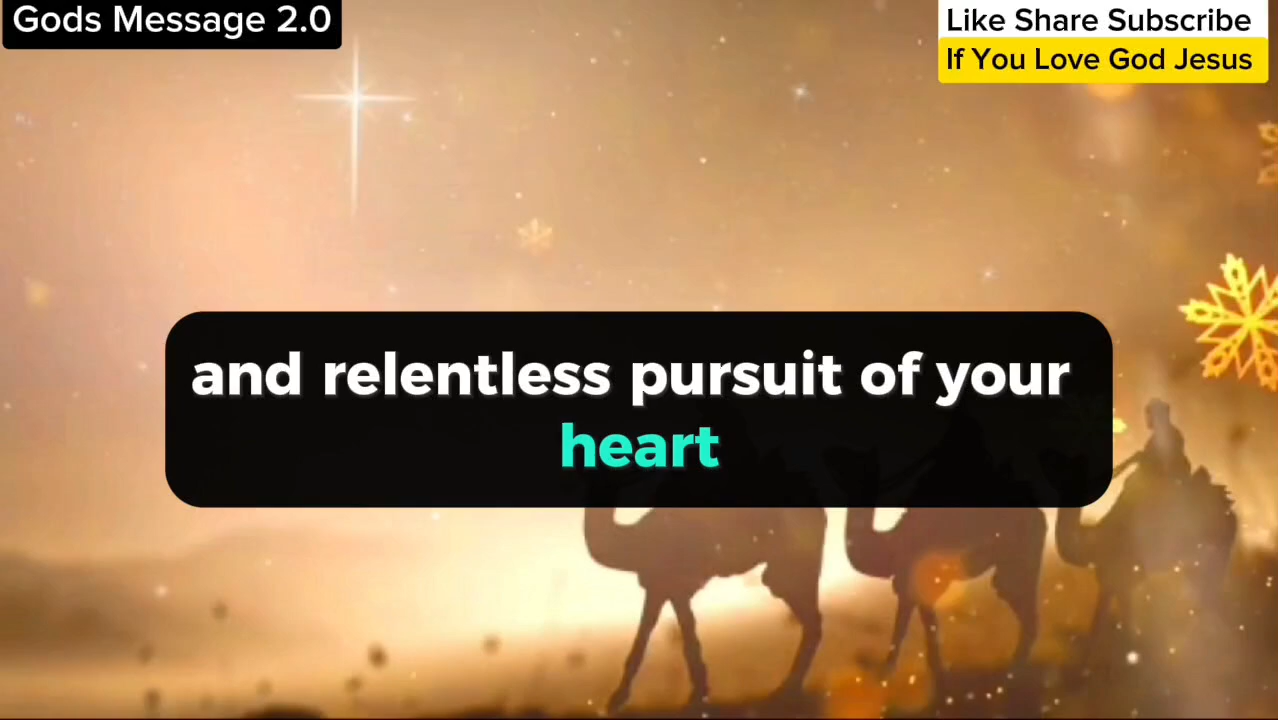 Gods Message 2.0
Like Share Subscribe
If You Love God Jesus
and relentless pursuit of your
heart